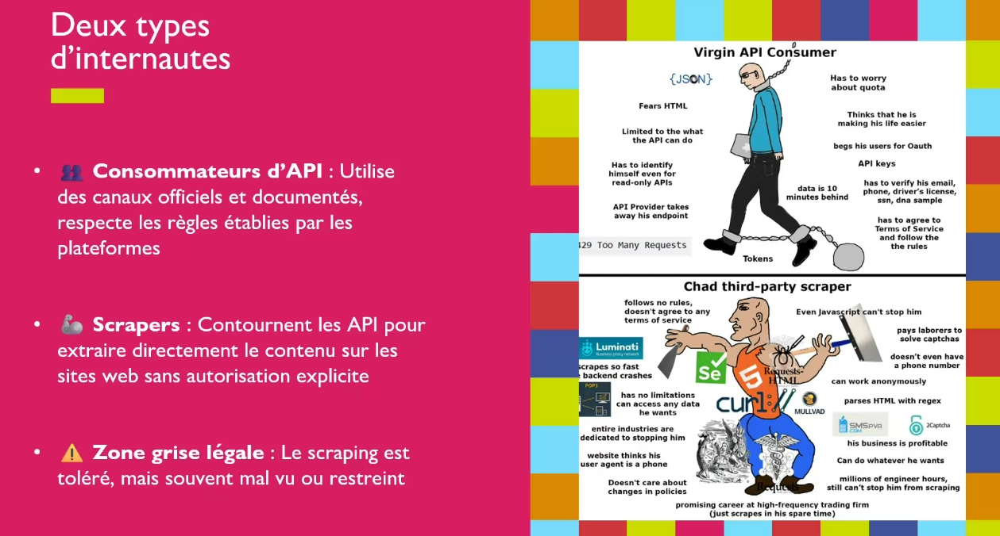 Deux types
d’internautes
• 👥 Consommateurs d’API : Utilise
des canaux officiels et documentés,
respecte les règles établies par les
plateformes
• 🦾 Scrapers : Contournent les API pour
extraire directement le contenu sur les
sites web sans autorisation explicite
• ⚠️ Zone grise légale : Le scraping est
toléré, mais souvent mal vu ou restreint
Virgin API Consumer
{JSON}
Has to worry
about quota
Fears HTML
Thinks that he is
making his life easier
Limited to the what
the API can do
begs his users for Oauth
API keys
Has to identify
himself even for
read-only APIs
has to verify his email,
phone, driver's license,
ssn, dna sample
data is 10
minutes behind
API Provider takes
away his endpoint
has to agree to
Terms of Service
and follow the
the rules
429 Too Many Requests
Tokens
Chad third-party scraper
follows no rules,
doesn't agree to any
terms of service
Even Javascript can't stop him
pays laborers to
solve captchas
Luminati
business proxy network
Se
5
Requests-
HTML
doesn't even have
a phone number
scrapes so fast
backend crashes
can work anonymously
POP3
has no limitations
can access any data
he wants
curl://
MULLVAD
parses HTML with regex
SMSPVA
.COM
2Captcha
entire industries are
dedicated to stopping him
his business is profitable
website thinks his
user agent is a phone
Can do whatever he wants
Doesn't care about
changes in policies
Requests
millions of engineer hours,
still can't stop him from scraping
promising career at high-frequency trading firm
(just scrapes in his spare time)